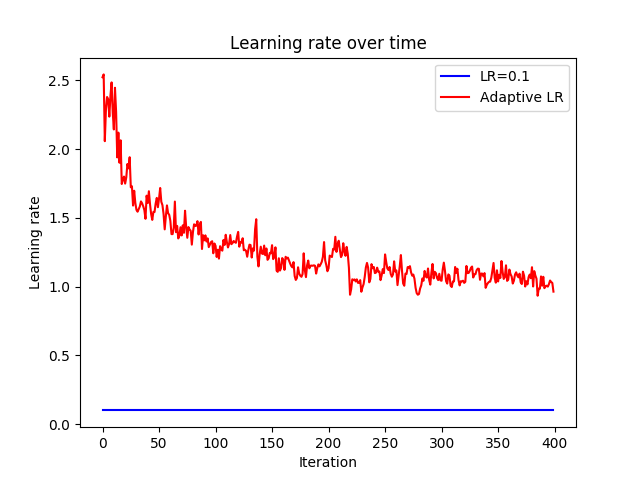 Learning rate over time
LR=0.1
Adaptive LR
Learning rate
2.5
2.0
1.5
1.0
0.5
0.0
0 50 100 150 200 250 300 350 400
Iteration